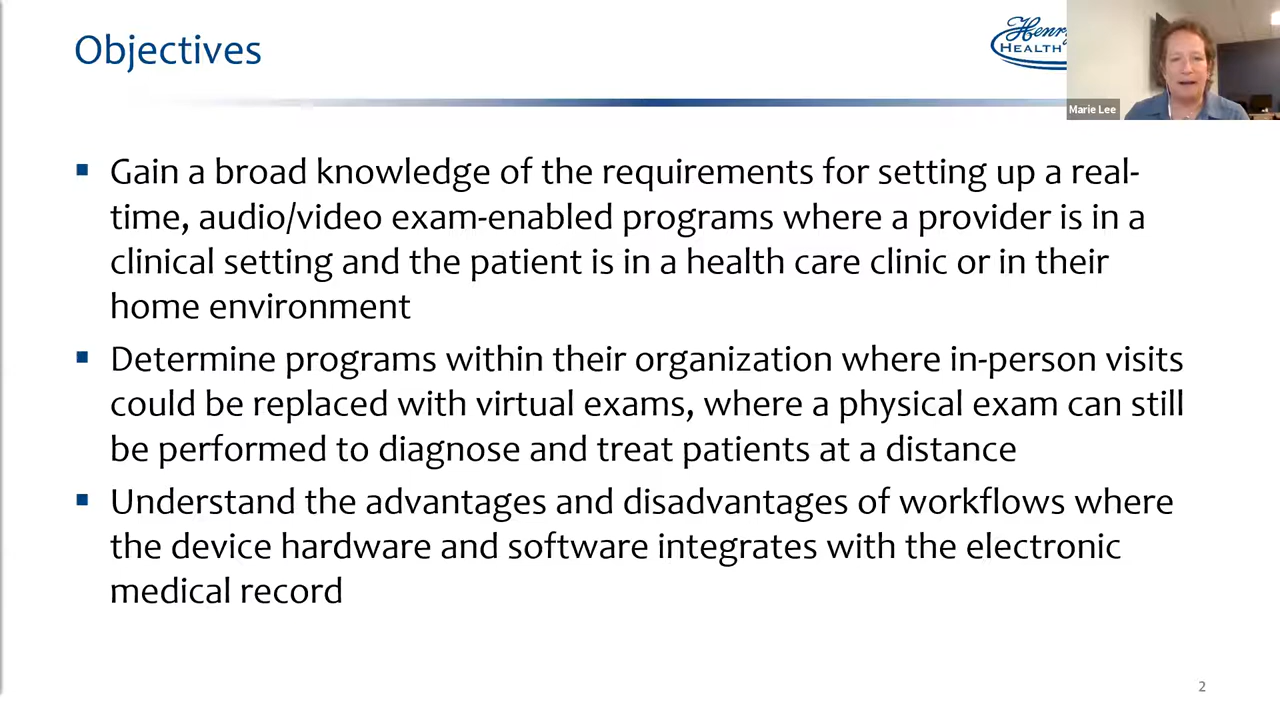 Objectives
Henry
HEALTH
Marie Lee
Gain a broad knowledge of the requirements for setting up a real-
time, audio/video exam-enabled programs where a provider is in a
clinical setting and the patient is in a health care clinic or in their
home environment
Determine programs within their organization where in-person visits
could be replaced with virtual exams, where a physical exam can still
be performed to diagnose and treat patients at a distance
Understand the advantages and disadvantages of workflows where
the device hardware and software integrates with the electronic
medical record
2